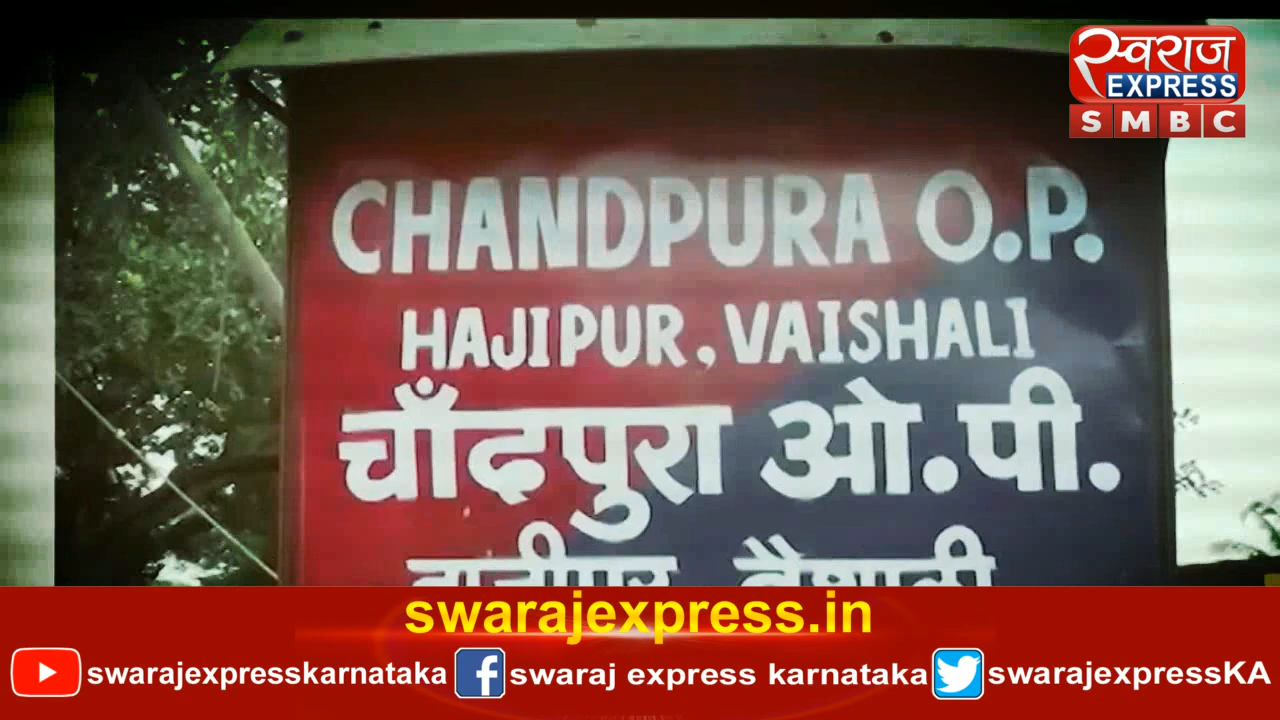 स्वराज
EXPRESS
SMBC
CHANDPURA O.P.
HAJIPUR, VAISHALI
चाँदपुरा ओ.पी.
swarajexpress.in
swarajexpresskarnataka swaraj express karnataka swarajexpressKA